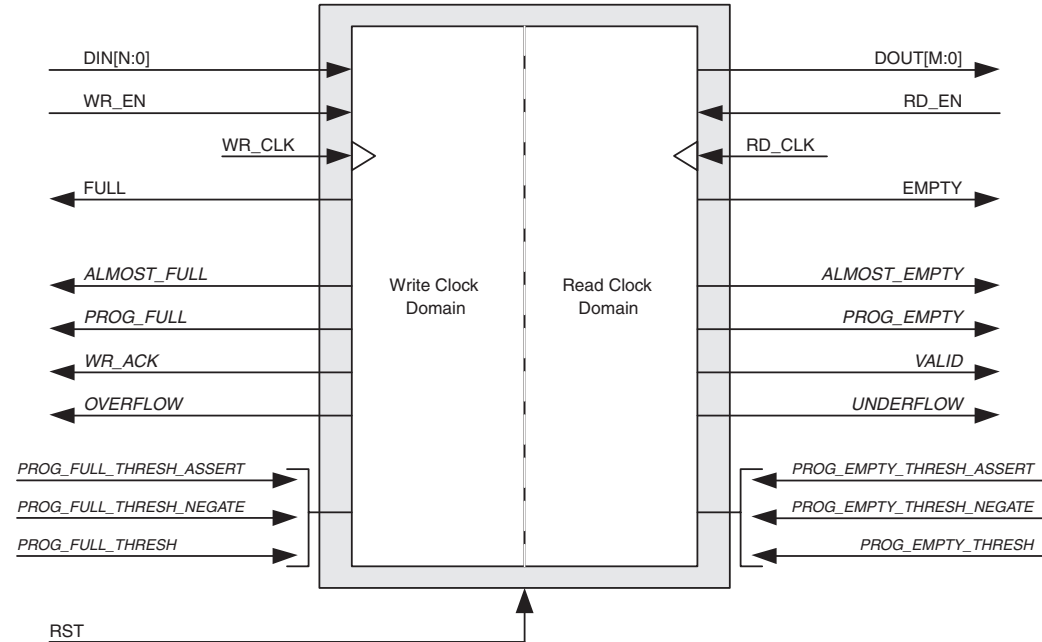 DIN[N:0]
WR_EN
WR_CLK
FULL
ALMOST_FULL
PROG_FULL
WR_ACK
OVERFLOW
PROG_FULL_THRESH_ASSERT
PROG_FULL_THRESH_NEGATE
PROG_FULL_THRESH
Write Clock
Domain
Read Clock
Domain
DOUT[M:0]
RD_EN
RD_CLK
EMPTY
ALMOST_EMPTY
PROG_EMPTY
VALID
UNDERFLOW
PROG_EMPTY_THRESH_ASSERT
PROG_EMPTY_THRESH_NEGATE
PROG_EMPTY_THRESH
RST